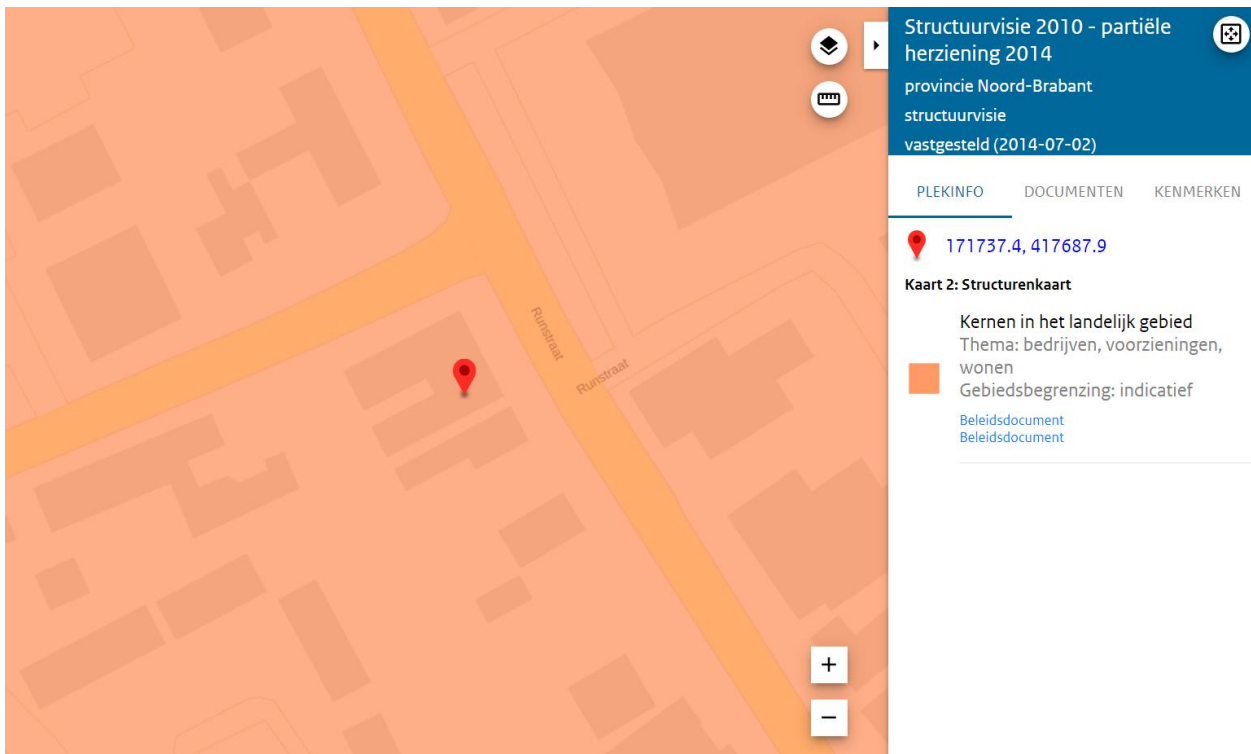 Structuurvisie 2010 - partiële
herziening 2014
provincie Noord-Brabant
structuurvisie
vastgesteld (2014-07-02)
PLEKINFO DOCUMENTEN KENMERKEN
171737.4, 417687.9
Kaart 2: Structurenkaart
Kernen in het landelijk gebied
Thema: bedrijven, voorzieningen,
wonen
Gebiedsbegrenzing: indicatief
Beleidsdocument
Beleidsdocument
Runstraat
Runstraat
+
−